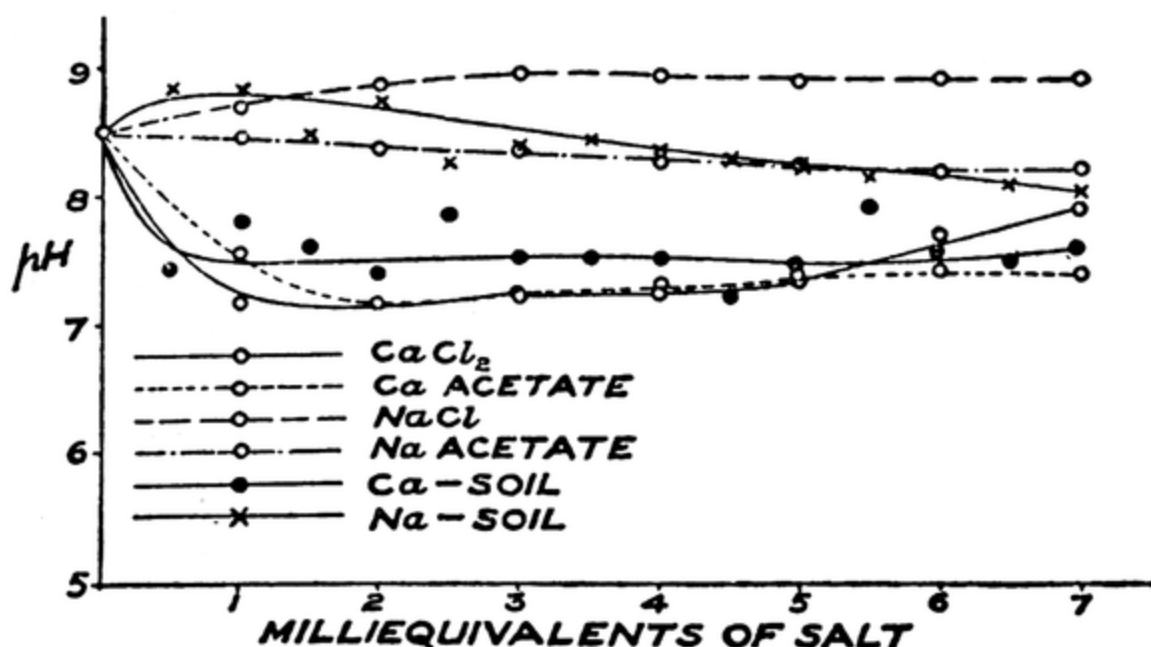 9
8
pH
7
6
5
CaCl₂
Ca ACETATE
NaCl
Na ACETATE
Ca-SOIL
Na-SOIL
1 2 3 4 5 6 7
MILLIEQUIVALENTS OF SALT